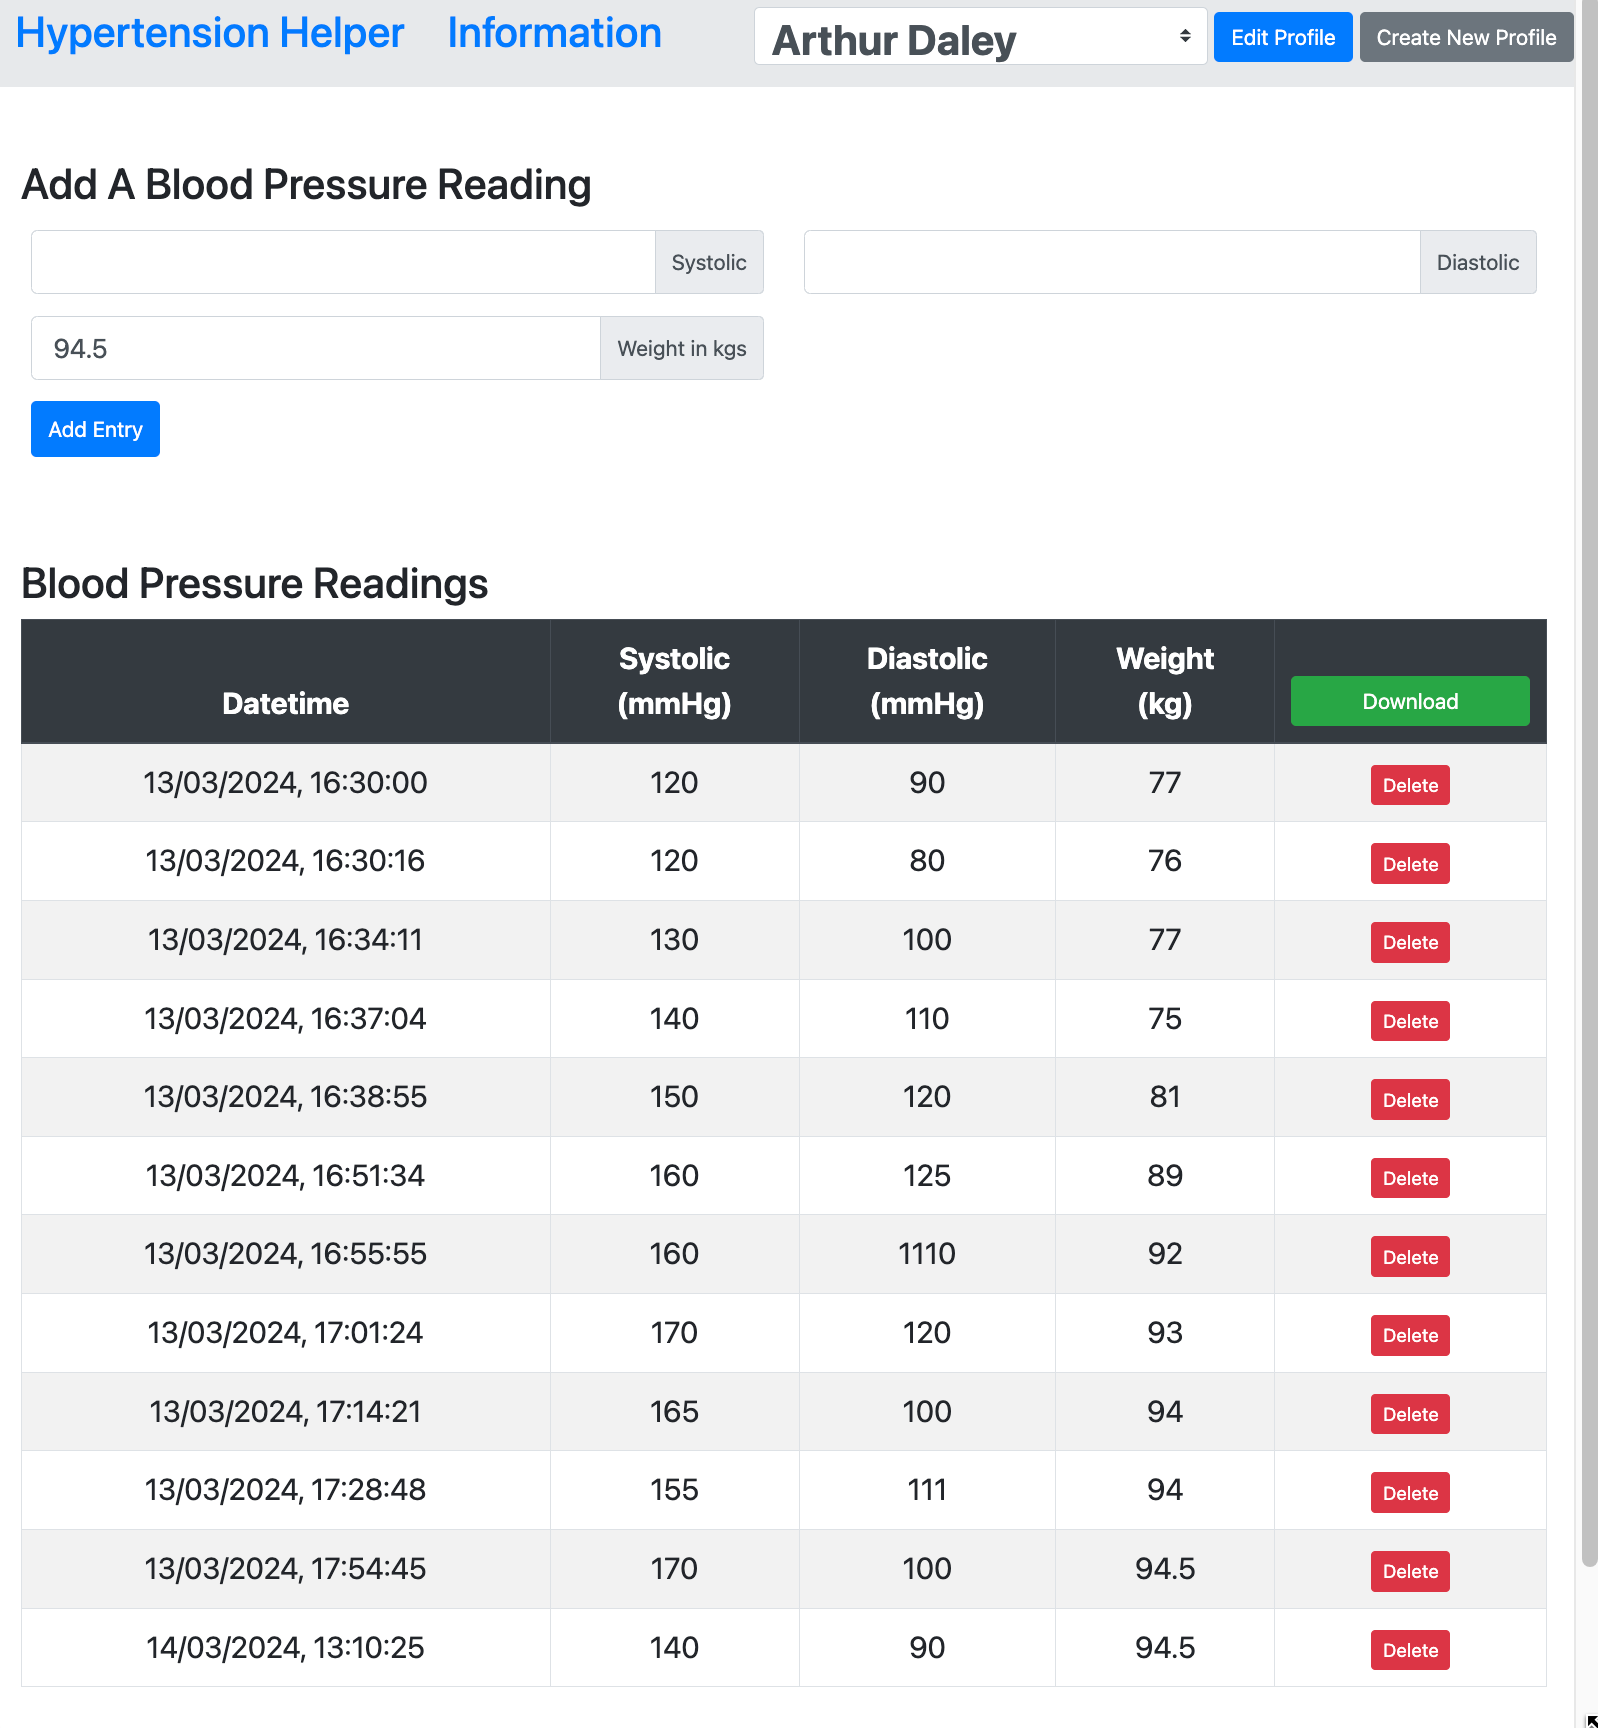 Hypertension Helper Information Arthur Daley Edit Profile Create New Profile
Add A Blood Pressure Reading
Systolic Diastolic
94.5 Weight in kgs
Add Entry
Blood Pressure Readings
Datetime Systolic (mmHg) Diastolic (mmHg) Weight (kg) Download
13/03/2024, 16:30:00 120 90 77 Delete
13/03/2024, 16:30:16 120 80 76 Delete
13/03/2024, 16:34:11 130 100 77 Delete
13/03/2024, 16:37:04 140 110 75 Delete
13/03/2024, 16:38:55 150 120 81 Delete
13/03/2024, 16:51:34 160 125 89 Delete
13/03/2024, 16:55:55 160 1110 92 Delete
13/03/2024, 17:01:24 170 120 93 Delete
13/03/2024, 17:14:21 165 100 94 Delete
13/03/2024, 17:28:48 155 111 94 Delete
13/03/2024, 17:54:45 170 100 94.5 Delete
14/03/2024, 13:10:25 140 90 94.5 Delete